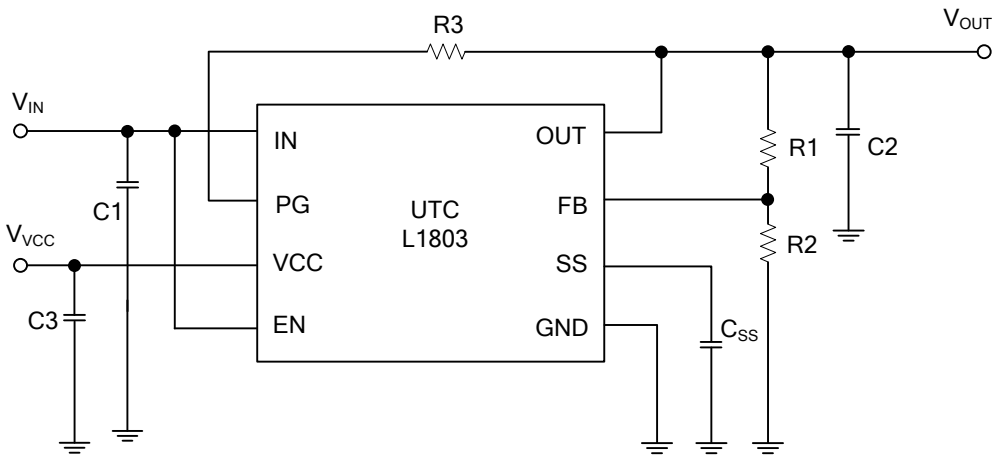 R3
VOUT
VIN
IN
OUT
R1
C2
C1
PG
UTC
L1803
FB
R2
VVCC
VCC
SS
C3
EN
GND
CSS